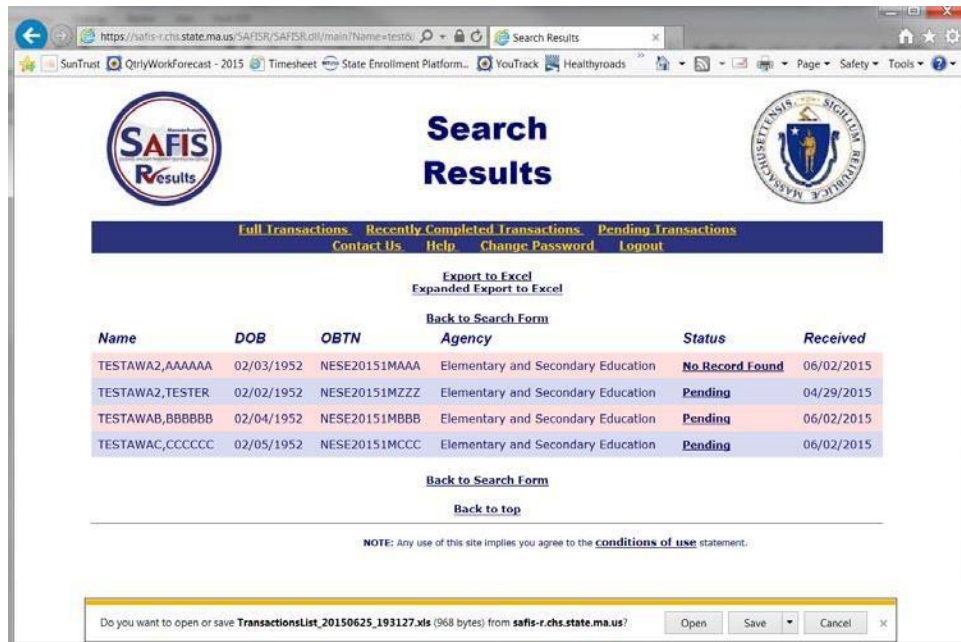 https://safis-r.chs.state.ma.us/SAFISR/SAFISR.dll/main?Name=test&
Search Results
SunTrust
QtrlyWorkForecast - 2015
Timesheet
State Enrollment Platform...
YouTrack
Healthyroads
Page
Safety
Tools
SAFIS
Results
Search
Results
SIGILLUM REIPUBLICÆ MASSACHUSETTENSIS
Full Transactions Recently Completed Transactions Pending Transactions
Contact Us Help Change Password Logout
Export to Excel
Expanded Export to Excel
Back to Search Form
Name DOB OBTN Agency Status Received
TESTAWA2,AAAAAA 02/03/1952 NESE20151MAAA Elementary and Secondary Education No Record Found 06/02/2015
TESTAWA2,TESTER 02/02/1952 NESE20151MZZZ Elementary and Secondary Education Pending 04/29/2015
TESTAWAB,BBBBBB 02/04/1952 NESE20151MBBB Elementary and Secondary Education Pending 06/02/2015
TESTAWAC,CCCCCC 02/05/1952 NESE20151MCCC Elementary and Secondary Education Pending 06/02/2015
Back to Search Form
Back to top
NOTE: Any use of this site implies you agree to the conditions of use statement.
Do you want to open or save TransactionsList_20150625_193127.xls (968 bytes) from safis-r.chs.state.ma.us?
Open
Save
Cancel